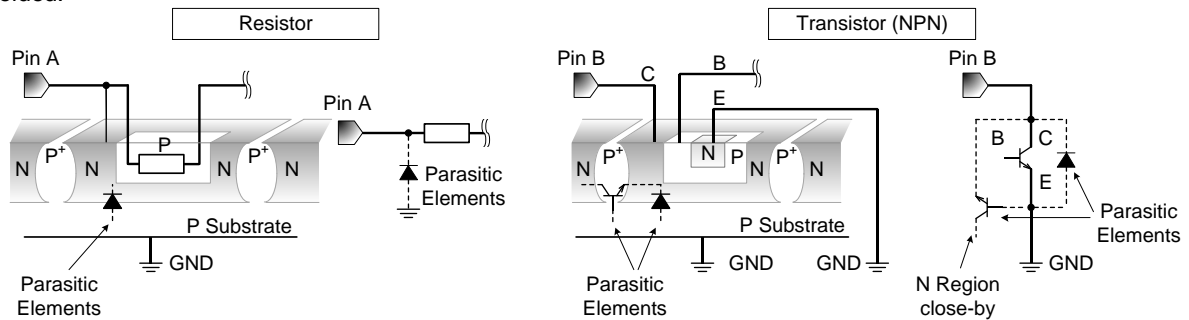 Resistor
Transistor (NPN)
Pin A
Pin A
N
P+
N
P
P+
N
N
Parasitic
Elements
P Substrate
GND
Parasitic
Elements
Pin B
C
B
E
N
P+
N
N
P
P+
N
N
P Substrate
GND
GND
Parasitic
Elements
Pin B
B
C
E
Parasitic
Elements
GND
N Region
close-by